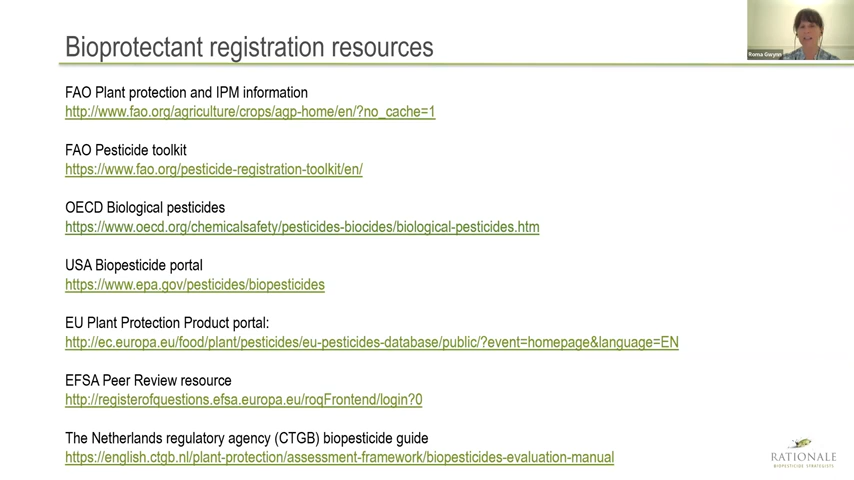 Bioprotectant registration resources
Roma Gwynn
FAO Plant protection and IPM information
http://www.fao.org/agriculture/crops/agp-home/en/?no_cache=1
FAO Pesticide toolkit
https://www.fao.org/pesticide-registration-toolkit/en/
OECD Biological pesticides
https://www.oecd.org/chemicalsafety/pesticides-biocides/biological-pesticides.htm
USA Biopesticide portal
https://www.epa.gov/pesticides/biopesticides
EU Plant Protection Product portal:
http://ec.europa.eu/food/plant/pesticides/eu-pesticides-database/public/?event=homepage&language=EN
EFSA Peer Review resource
http://registerofquestions.efsa.europa.eu/roqFrontend/login?0
The Netherlands regulatory agency (CTGB) biopesticide guide
https://english.ctgb.nl/plant-protection/assessment-framework/biopesticides-evaluation-manual
RATIONALE
BIOPESTICIDE STRATEGISTS